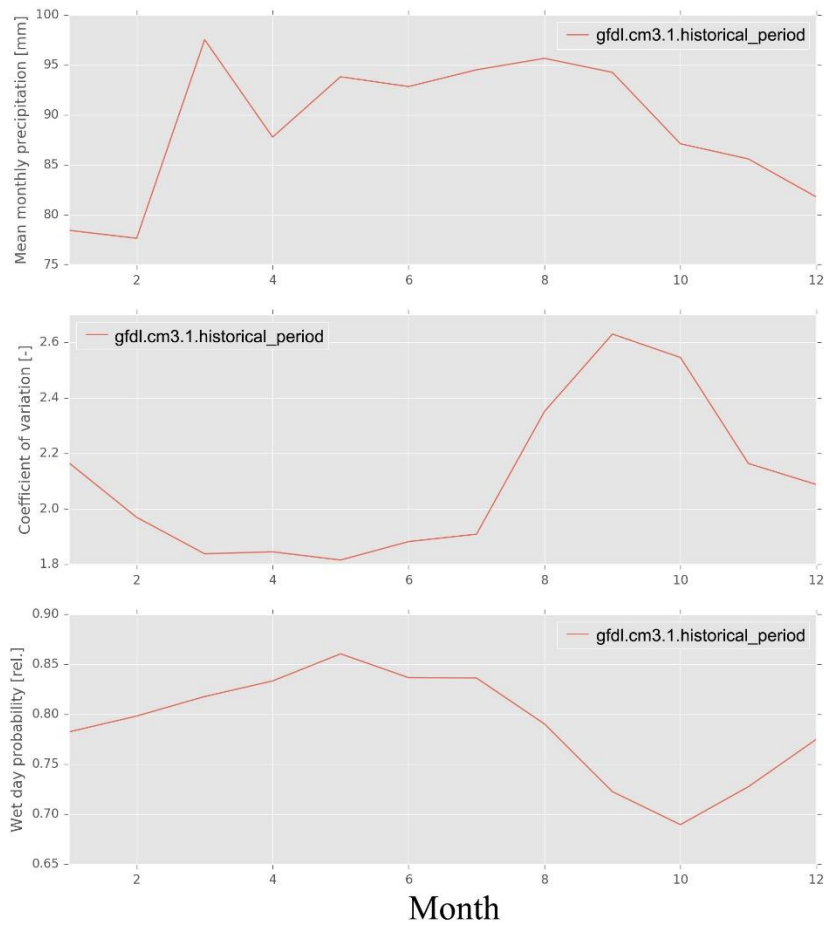 Mean monthly precipitation [mm]
100
95
90
85
80
75
gfdl.cm3.1.historical_period
2 4 6 8 10 12
Coefficient of variation [-]
2.6
2.4
2.2
2.0
1.8
gfdl.cm3.1.historical_period
2 4 6 8 10 12
Wet day probability [rel.]
0.90
0.85
0.80
0.75
0.70
0.65
gfdl.cm3.1.historical_period
2 4 6 8 10 12
Month